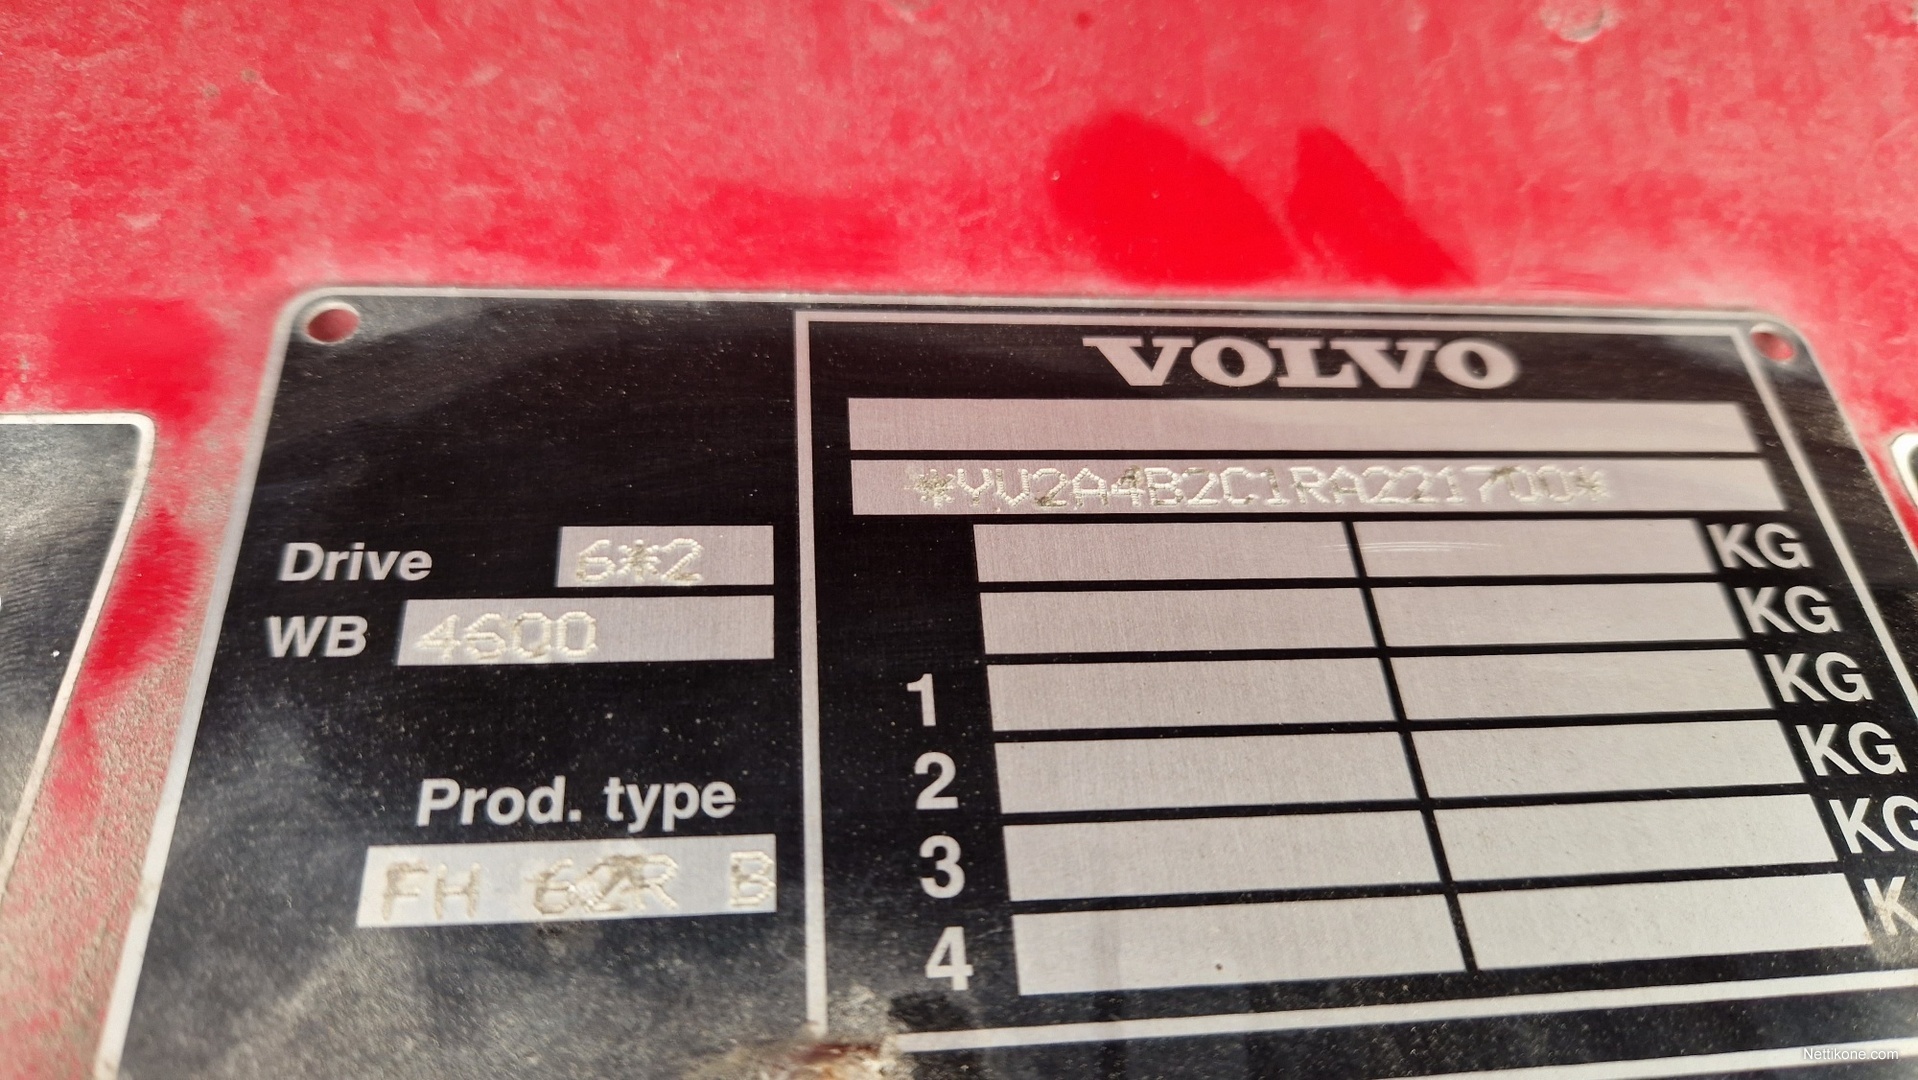 VOLVO
*YV2A4B2C1RA221700*
Drive 6*2
WB 4600
Prod. type
FH 62R B
KG
KG
1 KG
2 KG
3 KG
4 K
Nettikone.com